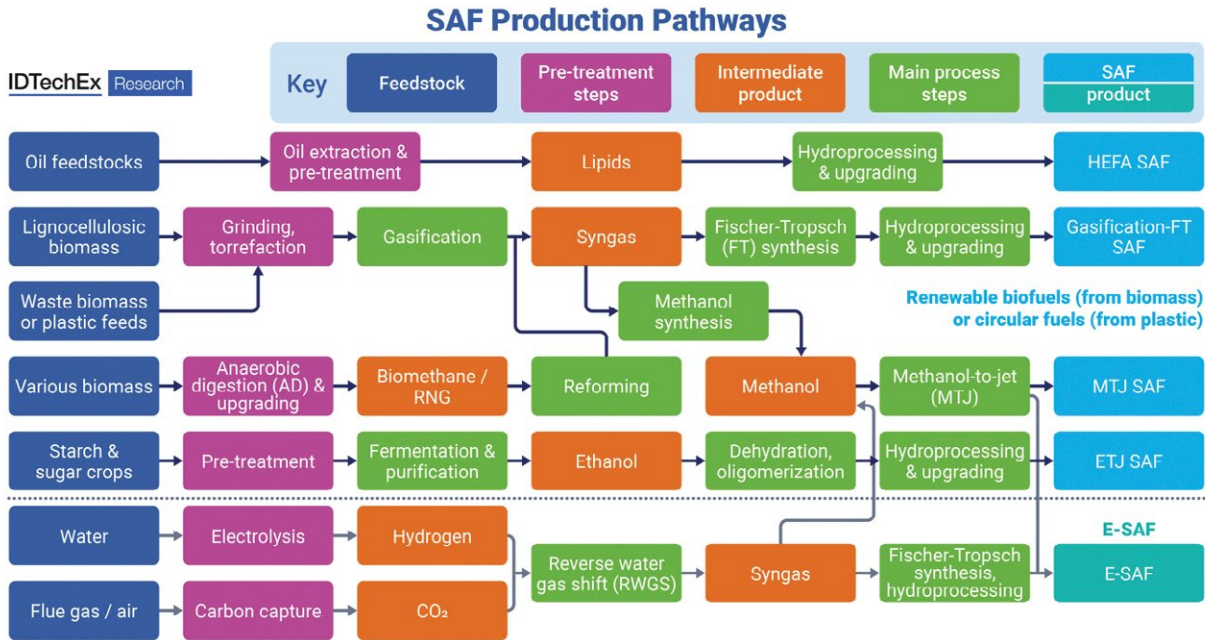 SAF Production Pathways
IDTechEx Research
Key
Feedstock
Pre-treatment
steps
Intermediate
product
Main process
steps
SAF
product
Oil feedstocks
Oil extraction &
pre-treatment
Lipids
Hydroprocessing
& upgrading
HEFA SAF
Lignocellulosic
biomass
Grinding,
torrefaction
Gasification
Syngas
Fischer-Tropsch
(FT) synthesis
Hydroprocessing
& upgrading
Gasification-FT
SAF
Waste biomass
or plastic feeds
Methanol
synthesis
Renewable biofuels (from biomass)
or circular fuels (from plastic)
Various biomass
Anaerobic
digestion (AD) &
upgrading
Biomethane /
RNG
Reforming
Methanol
Methanol-to-jet
(MTJ)
MTJ SAF
Starch &
sugar crops
Pre-treatment
Fermentation &
purification
Ethanol
Dehydration,
oligomerization
Hydroprocessing
& upgrading
ETJ SAF
Water
Electrolysis
Hydrogen
Reverse water
gas shift (RWGS)
Syngas
Fischer-Tropsch
synthesis,
hydroprocessing
E-SAF
E-SAF
Flue gas / air
Carbon capture
CO₂